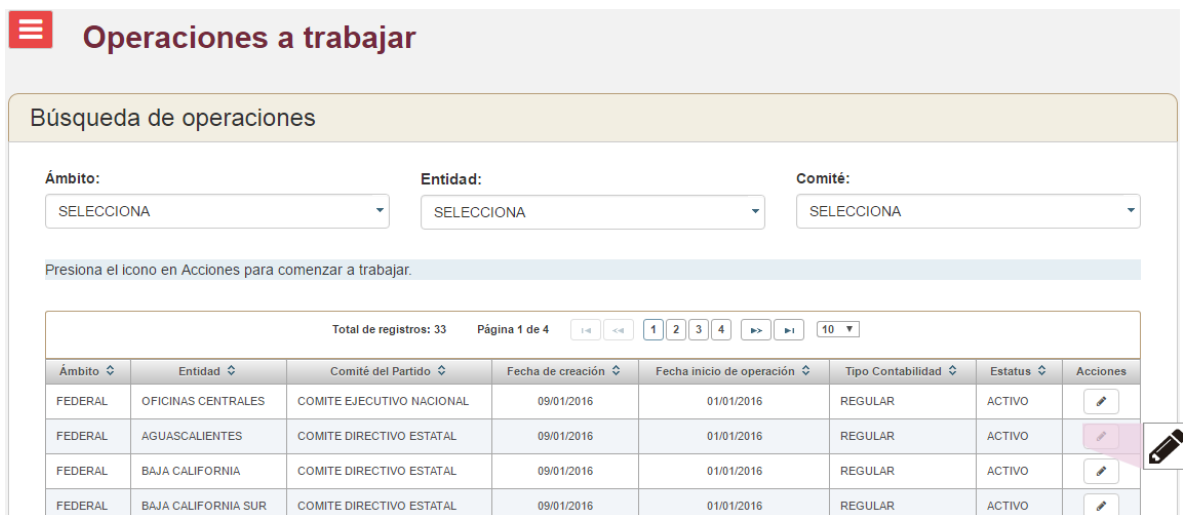 Operaciones a trabajar
Búsqueda de operaciones
Ámbito: Entidad: Comité:
SELECCIONA SELECCIONA SELECCIONA
Presiona el icono en Acciones para comenzar a trabajar.
Total de registros: 33 Página 1 de 4 1 2 3 4 10
Ámbito Entidad Comité del Partido Fecha de creación Fecha inicio de operación Tipo Contabilidad Estatus Acciones
FEDERAL OFICINAS CENTRALES COMITE EJECUTIVO NACIONAL 09/01/2016 01/01/2016 REGULAR ACTIVO
FEDERAL AGUASCALIENTES COMITE DIRECTIVO ESTATAL 09/01/2016 01/01/2016 REGULAR ACTIVO
FEDERAL BAJA CALIFORNIA COMITE DIRECTIVO ESTATAL 09/01/2016 01/01/2016 REGULAR ACTIVO
FEDERAL BAJA CALIFORNIA SUR COMITE DIRECTIVO ESTATAL 09/01/2016 01/01/2016 REGULAR ACTIVO